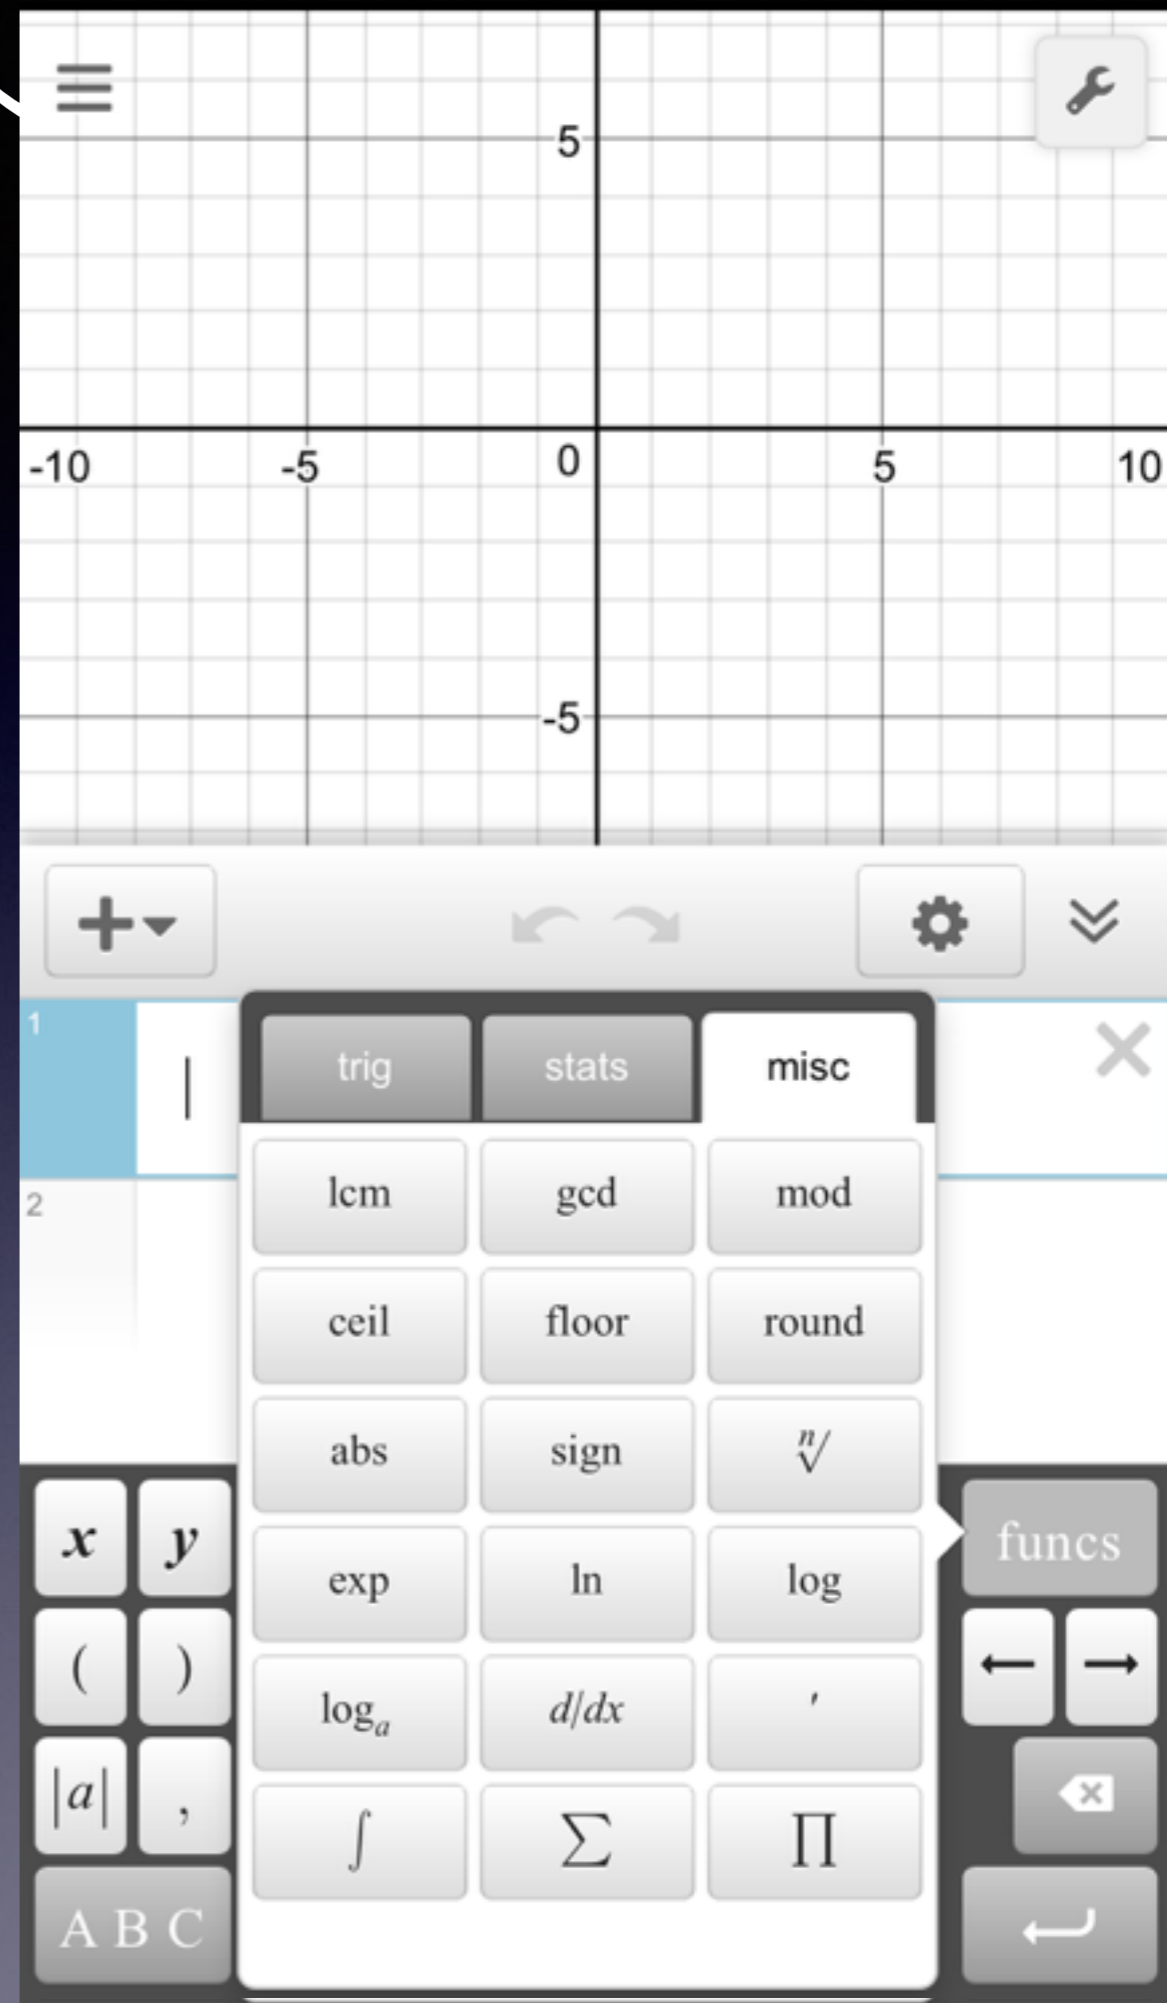 5
-10 -5 0 5 10
-5
1
trig stats misc
lcm gcd mod
2
ceil floor round
abs sign ⁿ√
x y funcs
exp ln log
( ) ← →
logₐ d/dx ′
|a| ,
∫ ∑ ∏
A B C